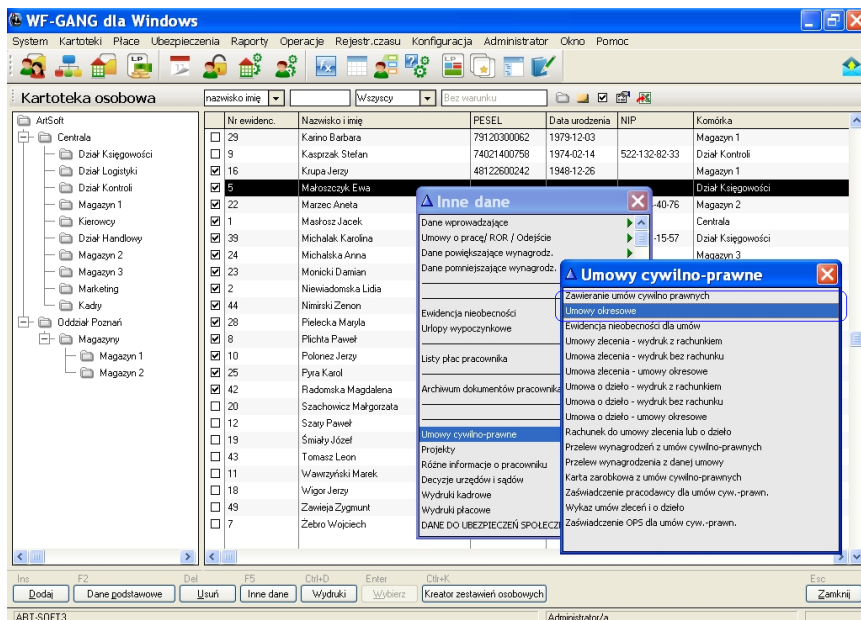 WF-GANG dla Windows
System Kartoteki Płace Ubezpieczenia Raporty Operacje Rejestr.czasu Konfiguracja Administrator Okno Pomoc
Kartoteka osobowa
nazwisko imię Wszyscy Bez warunku
ArtSoft
Centrala
Dział Księgowości
Dział Logistyki
Dział Kontroli
Magazyn 1
Kierowcy
Dział Handlowy
Magazyn 2
Magazyn 3
Marketing
Kadry
Oddział Poznań
Magazyny
Magazyn 1
Magazyn 2
Nr ewidenc. Nazwisko i imię PESEL Data urodzenia NIP Komórka
29 Karino Barbara 79120300062 1979-12-03 Magazyn 1
9 Kasprzak Stefan 74021400758 1974-02-14 522-132-82-33 Dział Kontroli
16 Krupa Jerzy 48122600242 1948-12-26 Magazyn 1
5 Małoszczyk Ewa Dział Księgowości
22 Marzec Aneta -40-76 Magazyn 2
1 Masłosz Jacek Centrala
39 Michalak Karolina -15-57 Dział Księgowości
24 Michalska Anna Magazyn 3
23 Monicki Damian
2 Niewiadomska Lidia
44 Nimirski Zenon
28 Pielecka Maryla
8 Plichta Paweł
10 Polonez Jerzy
25 Pyra Karol
42 Radomska Magdalena
20 Szachowicz Małgorzata
12 Szary Paweł
19 Śmiały Józef
43 Tomasz Leon
11 Wawrzyński Marek
18 Wigor Jerzy
49 Zawieja Zygmunt
7 Żebro Wojciech
Inne dane
Dane wprowadzające
Umowy o pracę/ ROR / Odejście
Dane powiększające wynagrodz.
Dane pomniejszające wynagrodz.
Ewidencja nieobecności
Urlopy wypoczynkowe
Listy płac pracownika
Archiwum dokumentów pracownika
Umowy cywilno-prawne
Projekty
Różne informacje o pracowniku
Decyzje urzędów i sądów
Wydruki kadrowe
Wydruki płacowe
DANE DO UBEZPIECZEŃ SPOŁECZ
Umowy cywilno-prawne
Zawieranie umów cywilno prawnych
Umowy okresowe
Ewidencja nieobecności dla umów
Umowy zlecenia - wydruk z rachunkiem
Umowa zlecenia - wydruk bez rachunku
Umowa zlecenia - umowy okresowe
Umowa o dzieło - wydruk z rachunkiem
Umowa o dzieło - wydruk bez rachunku
Umowa o dzieło - umowy okresowe
Rachunek do umowy zlecenia lub o dzieło
Przelew wynagrodzeń z umów cywilno-prawnych
Przelew wynagrodzenia z danej umowy
Karta zarobkowa z umów cywilno-prawnych
Zaświadczenie pracodawcy dla umów cyw.-prawn.
Wykaz umów zleceń i o dzieło
Zaświadczenie OPS dla umów cyw.-prawn.
Ins F2 Del F5 Ctrl+D Enter Ctlr+K Esc
Dodaj Dane podstawowe Usuń Inne dane Wydruki Wybierz Kreator zestawień osobowych Zamknij
ART-SOFT3 Administrator/a